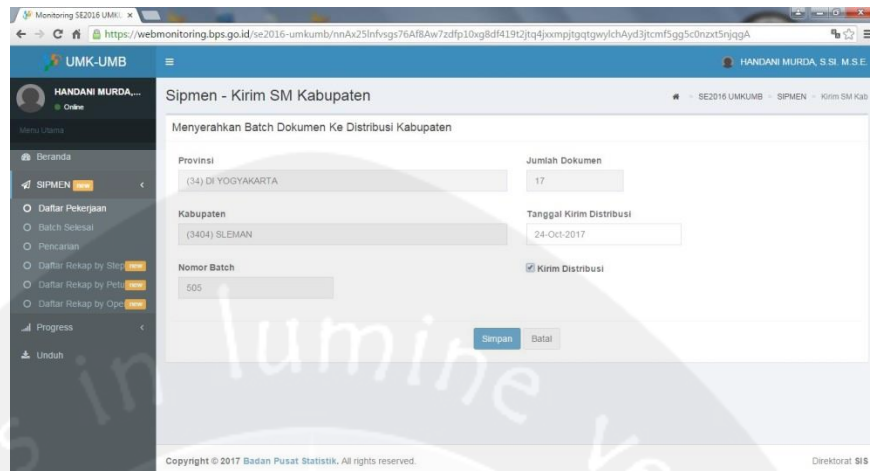 Monitoring SE2016 UMK
https://webmonitoring.bps.go.id/se2016-umkumb/
UMK-UMB
HANDANI MURDA, S.SI. M.S.E.
HANDANI MURDA,...
Online
Sipmen - Kirim SM Kabupaten
SE2016 UMKUMB
SIPMEN
Kirim SM Kab
Menu Utama
Menyerahkan Batch Dokumen Ke Distribusi Kabupaten
Beranda
SIPMEN new
Daftar Pekerjaan
Batch Selesai
Pencarian
Daftar Rekap by Step new
Daftar Rekap by Petu new
Daftar Rekap by Ope new
Progress
Unduh
Provinsi
(34) DI YOGYAKARTA
Jumlah Dokumen
17
Kabupaten
(3404) SLEMAN
Tanggal Kirim Distribusi
24-Oct-2017
Nomor Batch
505
Kirim Distribusi
Simpan
Batal
in lumine ve
Copyright © 2017 Badan Pusat Statistik. All rights reserved.
Direktorat SIS